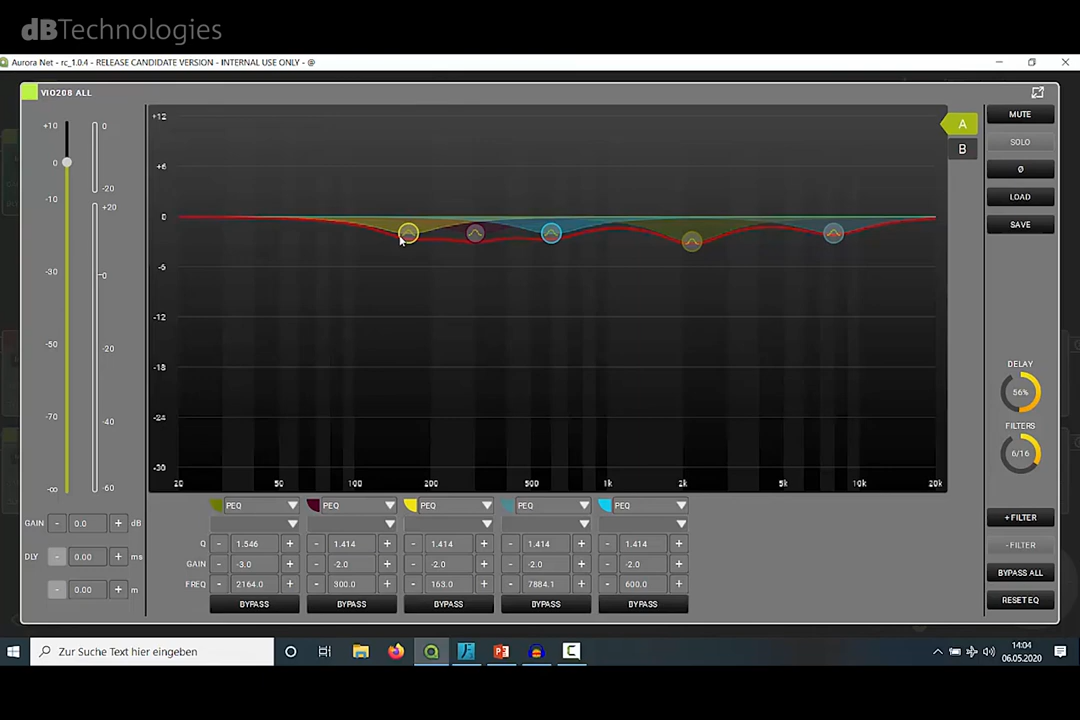 dBTechnologies
Aurora Net - rc_1.0.4 - RELEASE CANDIDATE VERSION - INTERNAL USE ONLY - @
VIO208 ALL
+10 0 -10 -30 -50 -70 -∞
0 -20
+20 0 -20 -40 -60
+12
+6
0
-6
-12
-18
-24
-30
20 50 100 200 500 1k 2k 5k 10k 20k
A
B
MUTE
SOLO
Ø
LOAD
SAVE
DELAY
56%
FILTERS
6/16
+ FILTER
- FILTER
BYPASS ALL
RESET EQ
GAIN - 0.0 + dB
DLY - 0.00 + ms
- 0.00 + m
PEQ PEQ PEQ PEQ PEQ
Q - 1.546 + - 1.414 + - 1.414 + - 1.414 + - 1.414 +
GAIN - -3.0 + - -2.0 + - -2.0 + - -2.0 + - -2.0 +
FREQ - 2164.0 + - 300.0 + - 163.0 + - 7884.1 + - 600.0 +
BYPASS BYPASS BYPASS BYPASS BYPASS
Zur Suche Text hier eingeben
14:04
06.05.2020